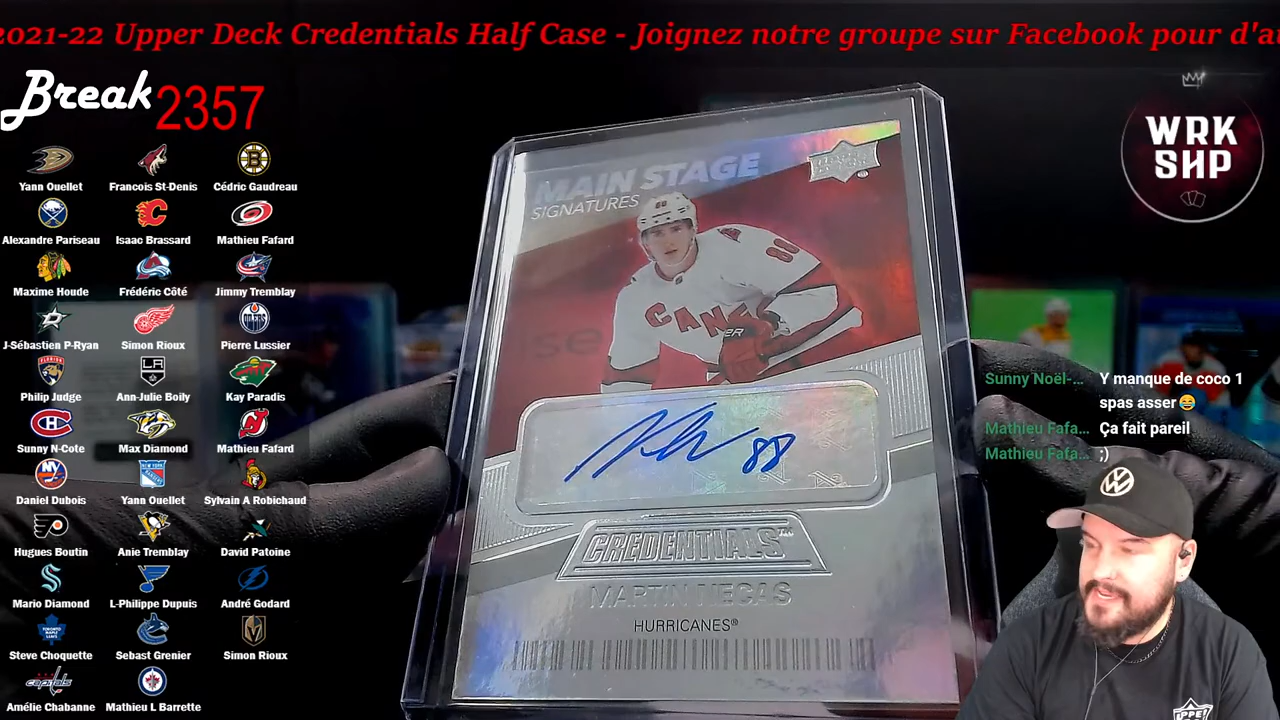 2021-22 Upper Deck Credentials Half Case - Joignez notre groupe sur Facebook pour d'au
Break 2357
Yann Ouellet
Francois St-Denis
Cédric Gaudreau
Alexandre Pariseau
Isaac Brassard
Mathieu Fafard
Maxime Houde
Frédéric Côté
Jimmy Tremblay
J-Sébastien P-Ryan
Simon Rioux
Pierre Lussier
Philip Judge
Ann-Julie Boily
Kay Paradis
Sunny N-Cote
Max Diamond
Mathieu Fafard
Daniel Dubois
Yann Ouellet
Sylvain A Robichaud
Hugues Boutin
Anie Tremblay
David Patoine
Mario Diamond
L-Philippe Dupuis
André Godard
Steve Choquette
Sebast Grenier
Simon Rioux
Amélie Chabanne
Mathieu L Barrette
MAIN STAGE
SIGNATURES
88
CANES
88
CREDENTIALS
MARTIN NECAS
HURRICANES®
WRK
SHP
Sunny Noël-... Y manque de coco 1
spas asser😂
Mathieu Fafa... Ça fait pareil
Mathieu Fafa... ;)